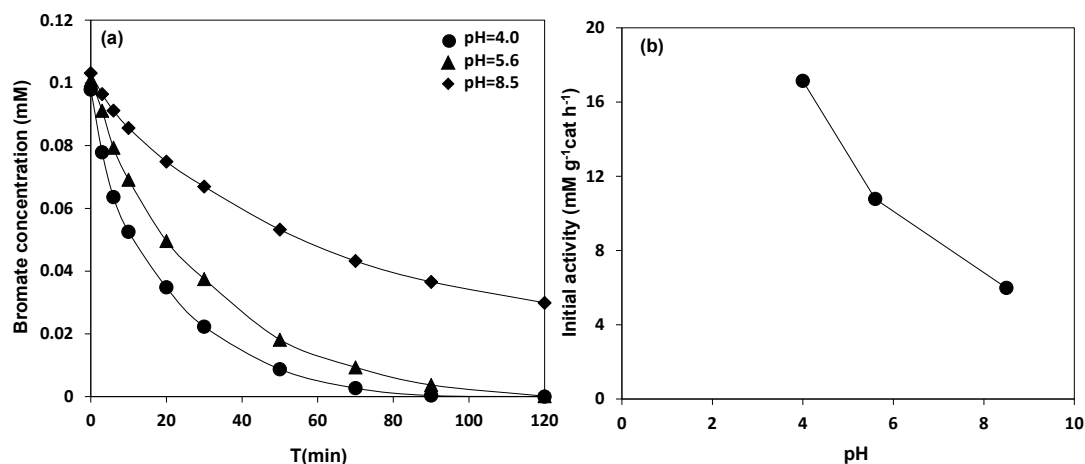 (a)
pH=4.0
pH=5.6
pH=8.5
0.12
0.1
0.08
0.06
0.04
0.02
0
Bromate concentration (mM)
0 20 40 60 80 100 120
T(min)
(b)
20
16
12
8
4
0
Initial activity (mM g⁻¹cat h⁻¹)
0 2 4 6 8 10
pH